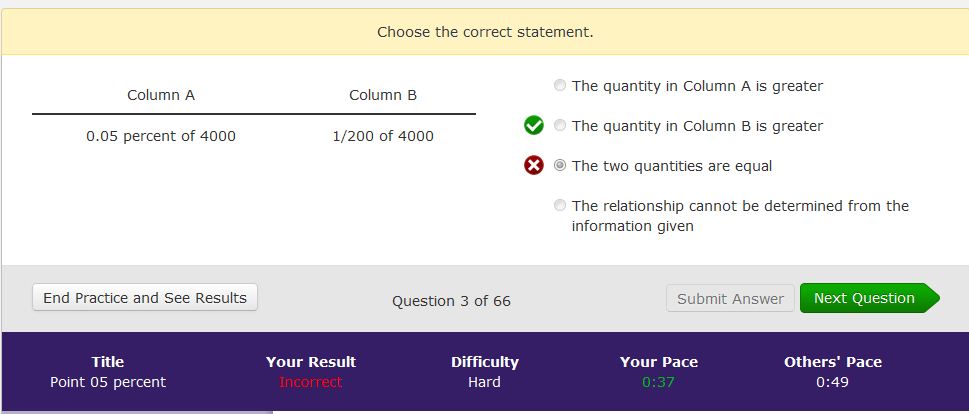 Choose the correct statement.
Column A Column B
0.05 percent of 4000 1/200 of 4000
The quantity in Column A is greater
The quantity in Column B is greater
The two quantities are equal
The relationship cannot be determined from the
information given
End Practice and See Results Question 3 of 66 Submit Answer Next Question
Title Your Result Difficulty Your Pace Others' Pace
Point 05 percent Incorrect Hard 0:37 0:49